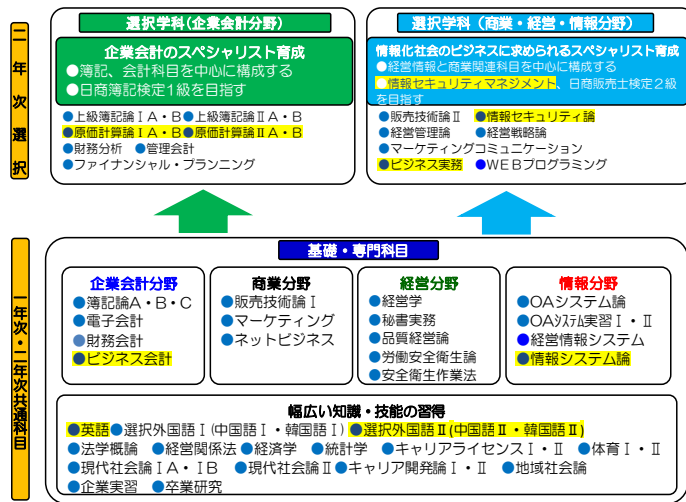 二年次選択
選択学科(企業会計分野)
企業会計のスペシャリスト育成
●簿記、会計科目を中心に構成する
●日商簿記検定1級を目指す
●上級簿記論ⅠA・B ●上級簿記論ⅡA・B
●原価計算論ⅠA・B ●原価計算論ⅡA・B
●財務分析 ●管理会計
●ファイナンシャル・プランニング
選択学科(商業・経営・情報分野)
情報化社会のビジネスに求められるスペシャリスト育成
●経営情報と商業関連科目を中心に構成する
●情報セキュリティマネジメント、日商販売士検定2級
を目指す
●販売技術論Ⅱ ●情報セキュリティ論
●経営管理論 ●経営戦略論
●マーケティングコミュニケーション
●ビジネス実務 ●WEBプログラミング
一年次・二年次共通科目
基礎・専門科目
企業会計分野
●簿記論A・B・C
●電子会計
●財務会計
●ビジネス会計
商業分野
●販売技術論Ⅰ
●マーケティング
●ネットビジネス
経営分野
●経営学
●秘書実務
●品質経営論
●労働安全衛生論
●安全衛生作業法
情報分野
●OAシステム論
●OAシステム実習Ⅰ・Ⅱ
●経営情報システム
●情報システム論
幅広い知識・技能の習得
●英語●選択外国語Ⅰ(中国語Ⅰ・韓国語Ⅰ)●選択外国語Ⅱ(中国語Ⅱ・韓国語Ⅱ)
●法学概論 ●経営関係法●経済学 ●統計学 ●キャリアライセンスⅠ・Ⅱ ●体育Ⅰ・Ⅱ
●現代社会論ⅠA・ⅠB ●現代社会論Ⅱ●キャリア開発論Ⅰ・Ⅱ ●地域社会論
●企業実習 ●卒業研究